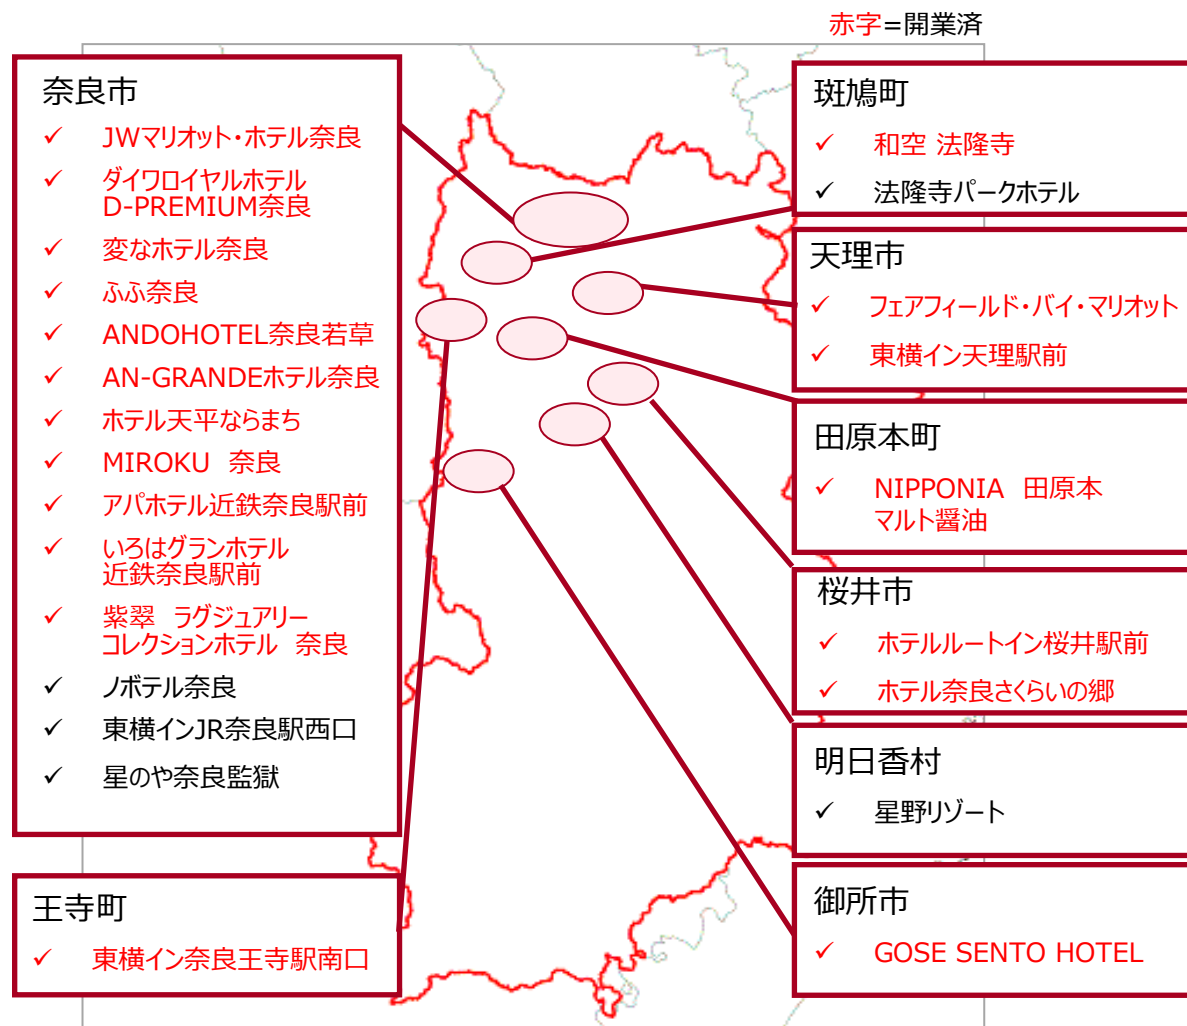 赤字=開業済
奈良市
✓ JWマリオット・ホテル奈良
✓ ダイワロイヤルホテル
D-PREMIUM奈良
✓ 変なホテル奈良
✓ ふふ奈良
✓ ANDOHOTEL奈良若草
✓ AN-GRANDEホテル奈良
✓ ホテル天平ならまち
✓ MIROKU 奈良
✓ アパホテル近鉄奈良駅前
✓ いろはグランホテル
近鉄奈良駅前
✓ 紫翠 ラグジュアリー
コレクションホテル 奈良
✓ ノボテル奈良
✓ 東横インJR奈良駅西口
✓ 星のや奈良監獄
王寺町
✓ 東横イン奈良王寺駅南口
斑鳩町
✓ 和空 法隆寺
✓ 法隆寺パークホテル
天理市
✓ フェアフィールド・バイ・マリオット
✓ 東横イン天理駅前
田原本町
✓ NIPPONIA 田原本
マルト醤油
桜井市
✓ ホテルルートイン桜井駅前
✓ ホテル奈良さくらいの郷
明日香村
✓ 星野リゾート
御所市
✓ GOSE SENTO HOTEL